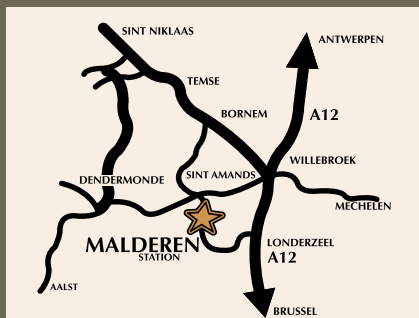 SINT NIKLAAS
ANTWERPEN
TEMSE
BORNEM
A12
WILLEBROEK
DENDERMONDE
SINT AMANDS
MECHELEN
MALDEREN
STATION
LONDERZEEL
A12
AALST
BRUSSEL